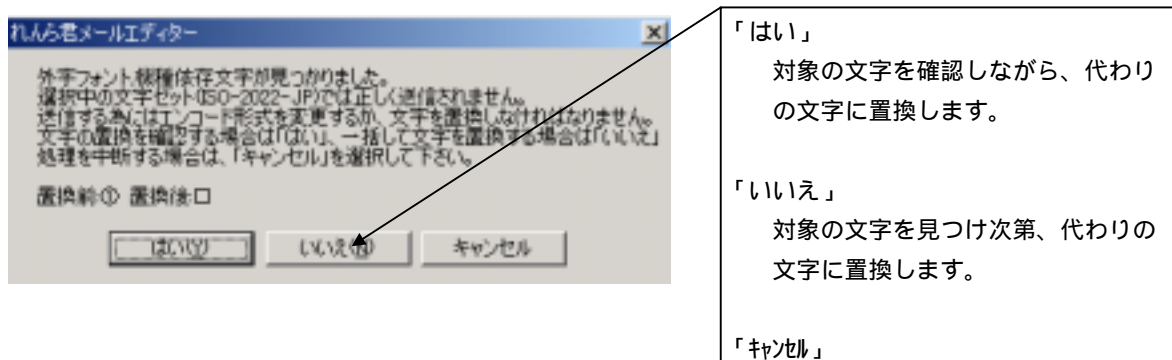 れんら君メールエディター
外字フォント、機種依存文字が見つかりました。
選択中の文字セット(ISO-2022-JP)では正しく送信されません。
送信する為にはエンコード形式を変更するか、文字を置換しなければなりません。
文字の置換を確認する場合は「はい」、一括して文字を置換する場合は「いいえ」
処理を中断する場合は、「キャンセル」を選択して下さい。
置換前:① 置換後:□
はい(Y) いいえ(N) キャンセル
「はい」
対象の文字を確認しながら、代わり
の文字に置換します。
「いいえ」
対象の文字を見つけ次第、代わりの
文字に置換します。
「ｷｬﾝｾﾙ」